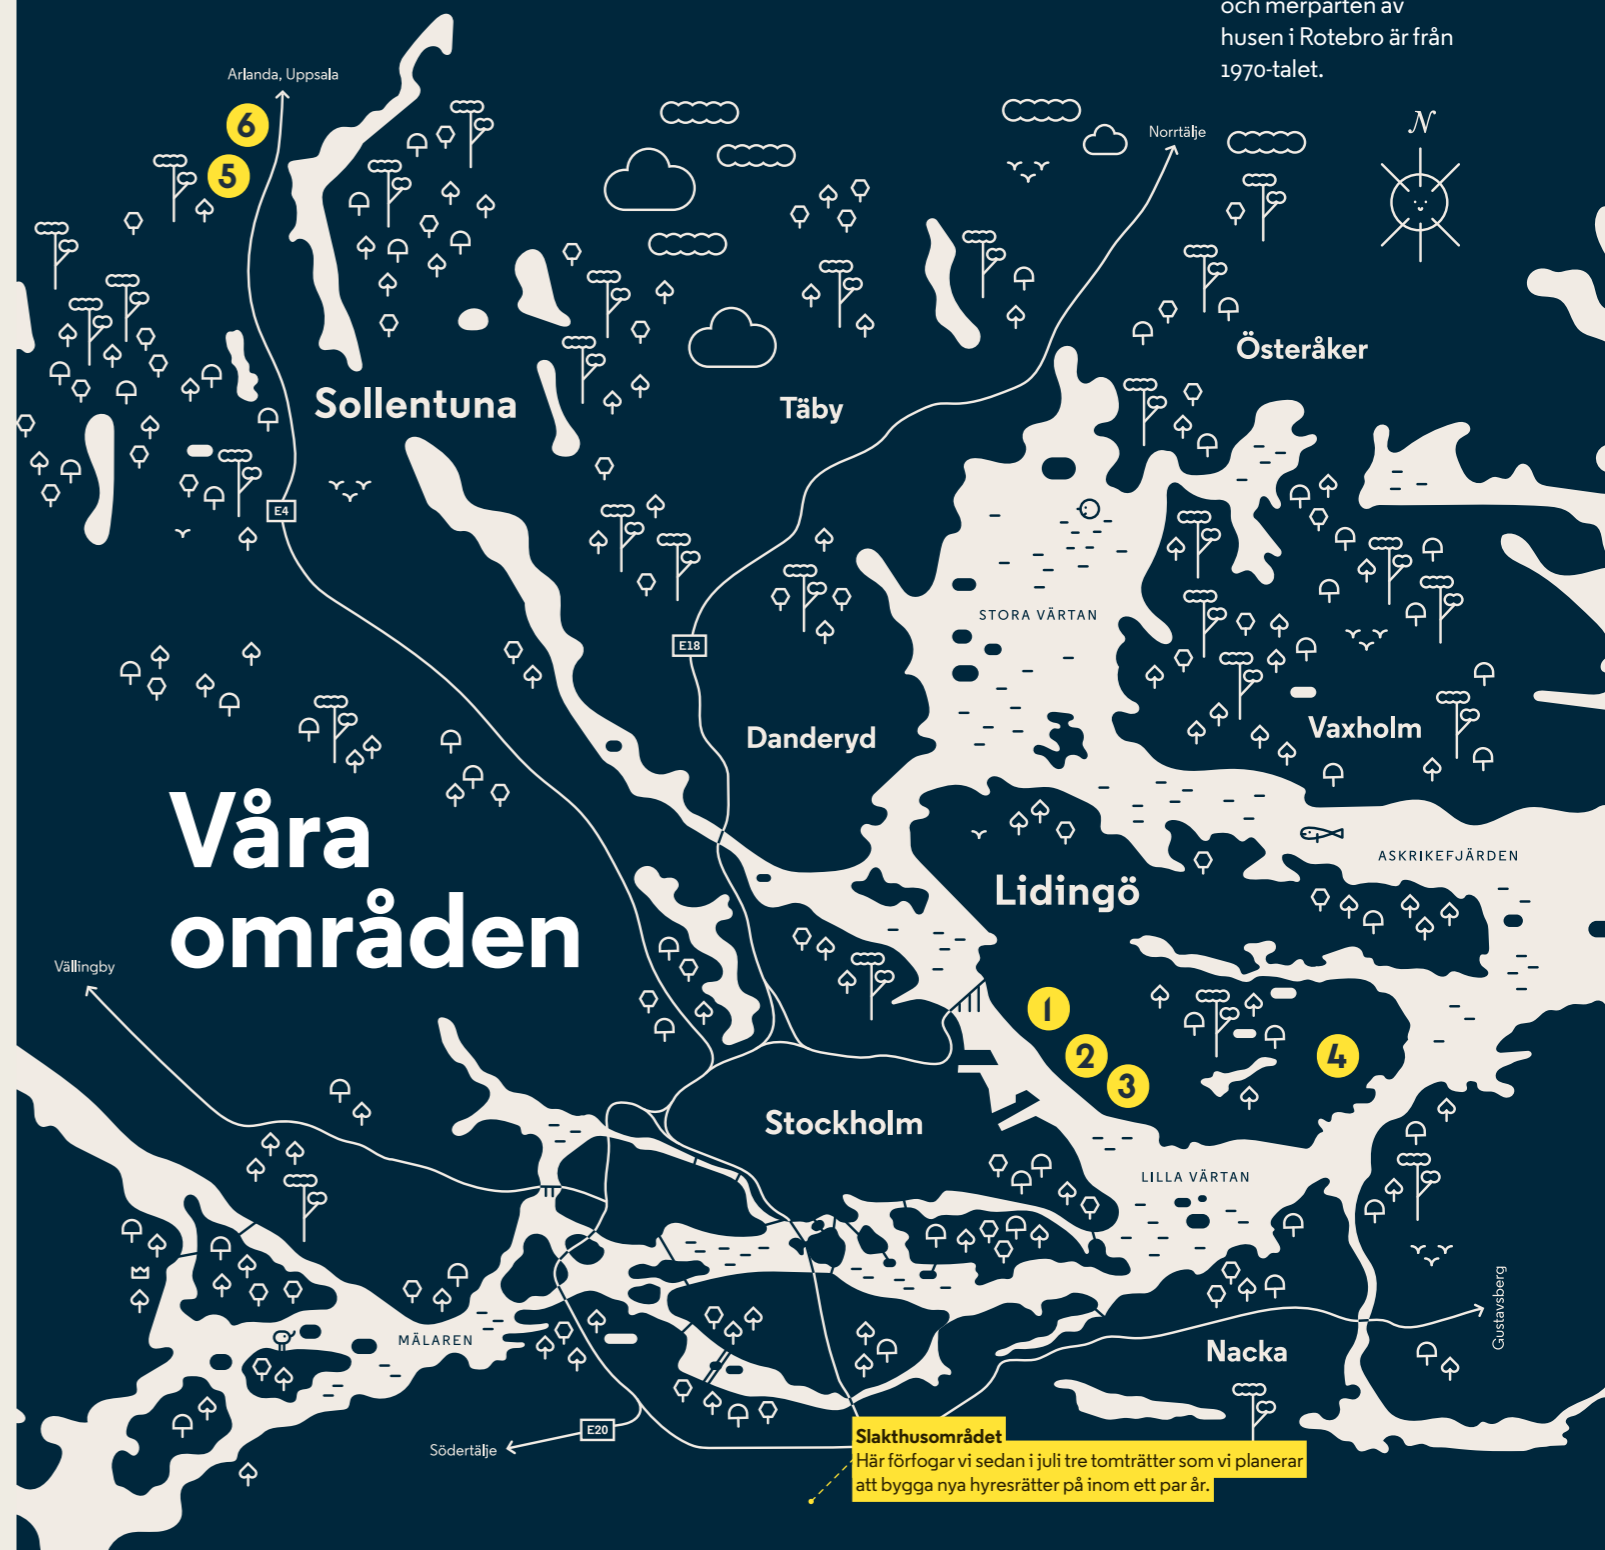 och merparten av
husen i Rotebro är från
1970-talet.
Arlanda, Uppsala
6
5
Norrtälje
N
Österåker
Sollentuna
Täby
E4
STORA VÄRTAN
E18
Danderyd
Vaxholm
Våra
områden
ASKRIKEFJÄRDEN
Lidingö
Vällingby
1
2
3
4
Stockholm
LILLA VÄRTAN
Gustavsberg
MÄLAREN
Nacka
E20
Södertälje
Slakthusområdet
Här förfogar vi sedan i juli tre tomträtter som vi planerar
att bygga nya hyresrätter på inom ett par år.